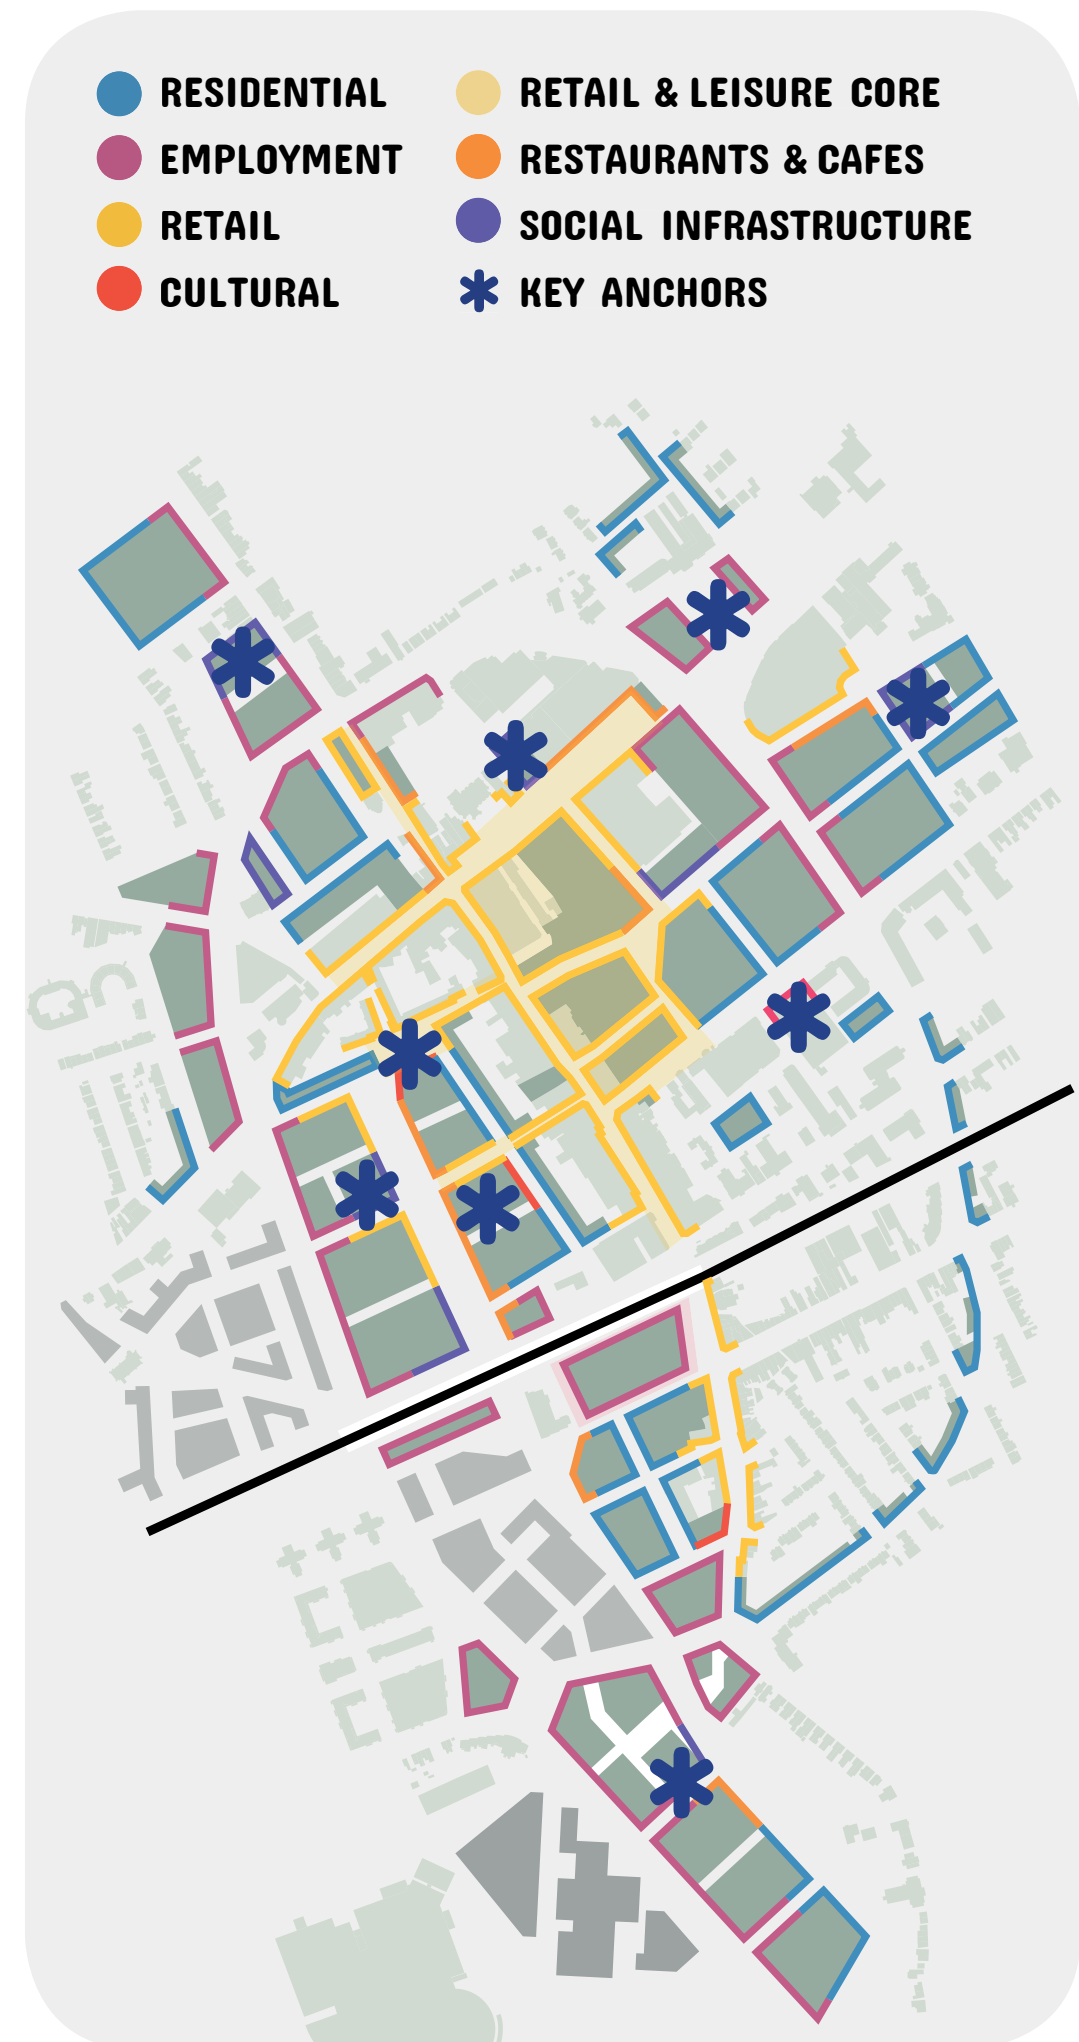 RESIDENTIAL
EMPLOYMENT
RETAIL
CULTURAL
RETAIL & LEISURE CORE
RESTAURANTS & CAFES
SOCIAL INFRASTRUCTURE
KEY ANCHORS